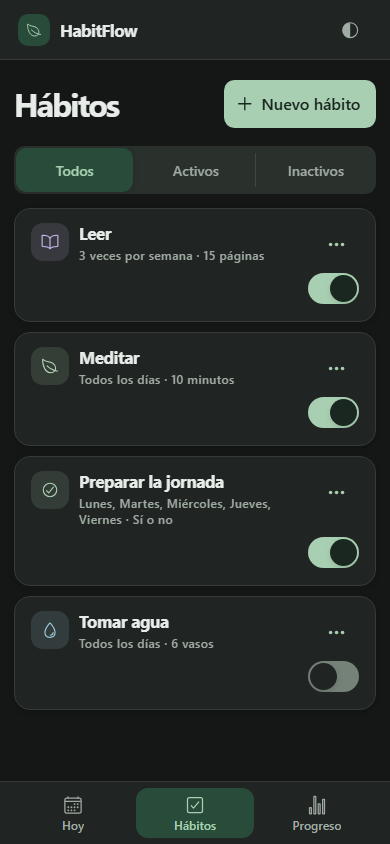 HabitFlow
Hábitos
+ Nuevo hábito
Todos
Activos
Inactivos
Leer
3 veces por semana · 15 páginas
Meditar
Todos los días · 10 minutos
Preparar la jornada
Lunes, Martes, Miércoles, Jueves,
Viernes · Sí o no
Tomar agua
Todos los días · 6 vasos
Hoy
Hábitos
Progreso